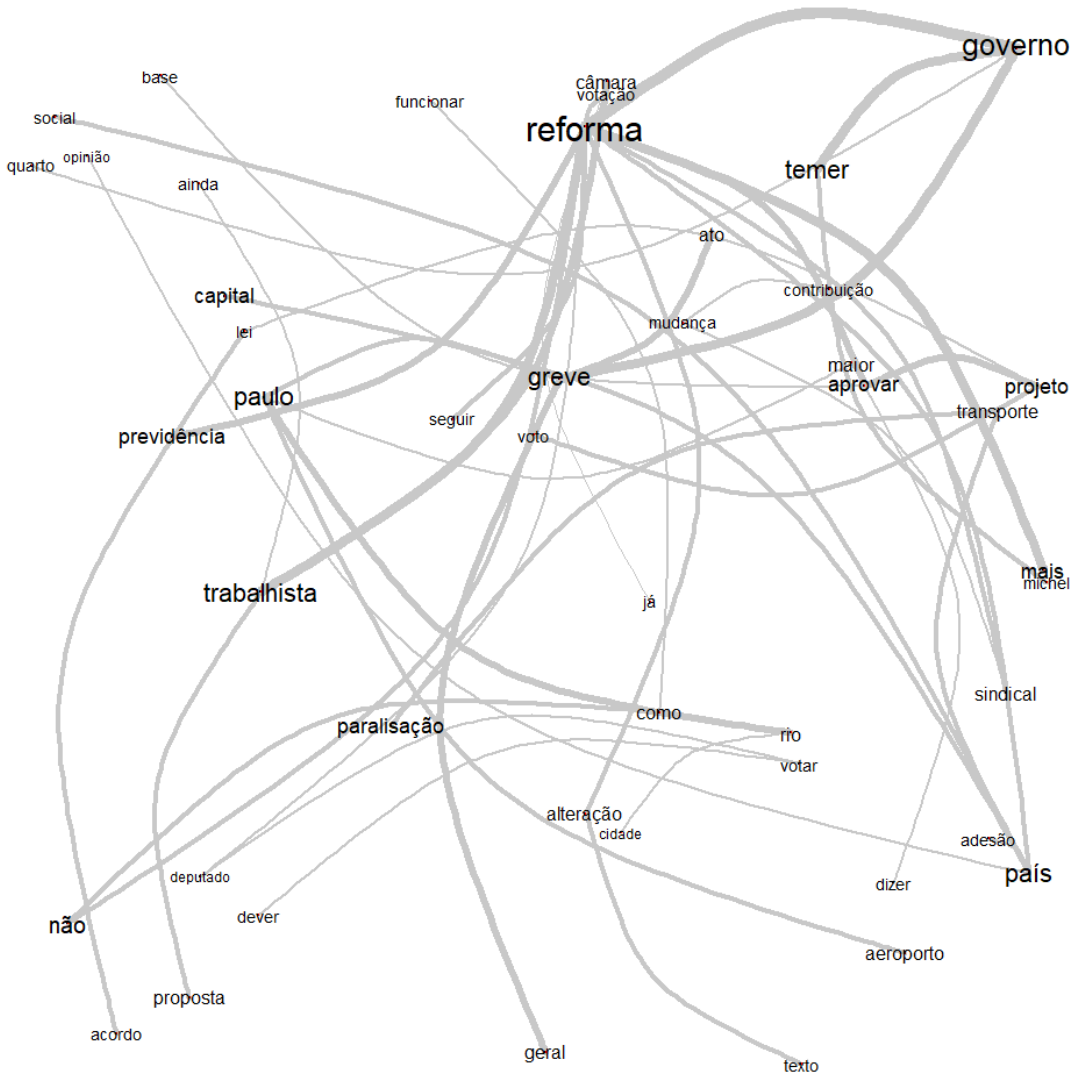 governo
base
câmara
votação
funcionar
social
reforma
opinião
quarto
temer
ainda
ato
contribuição
capital
mudança
lei
maior
greve
aprovar
projeto
paulo
transporte
seguir
previdência
voto
mais
michel
trabalhista
já
sindical
como
paralisação
rio
votar
alteração
cidade
adesão
país
deputado
dizer
dever
não
aeroporto
proposta
acordo
geral
texto